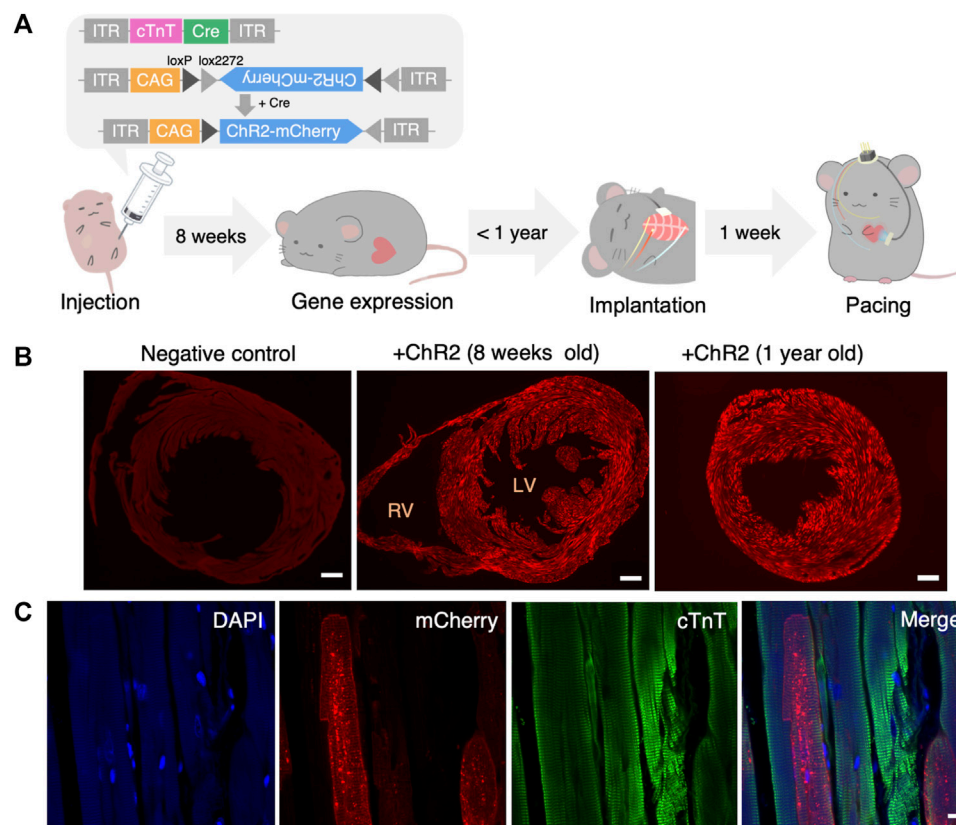 A
ITR cTnT Cre ITR
loxP lox2272
ITR CAG ChR2-mCherry ITR
+ Cre
ITR CAG ChR2-mCherry ITR
8 weeks
< 1 year
1 week
Injection
Gene expression
Implantation
Pacing
B
Negative control
+ChR2 (8 weeks old)
+ChR2 (1 year old)
RV
LV
C
DAPI
mCherry
cTnT
Merge